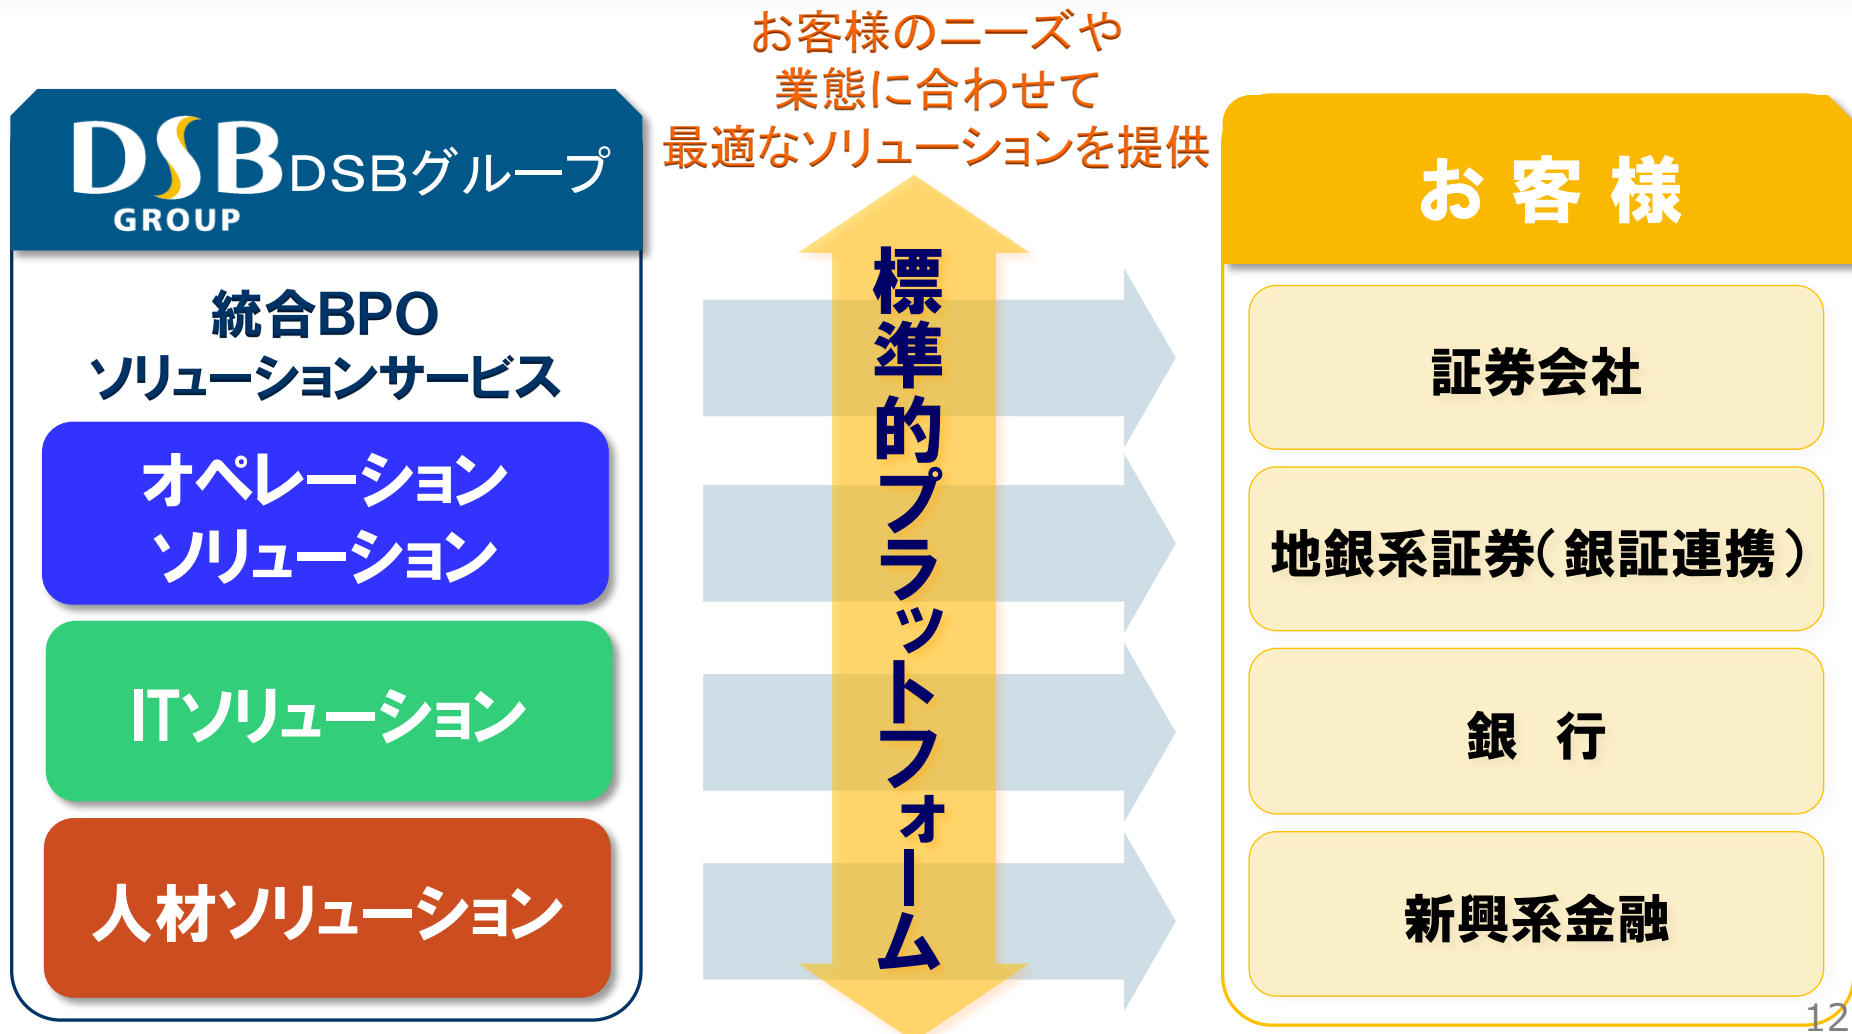 お客様のニーズや
業態に合わせて
最適なソリューションを提供
DSB
GROUP
DSBグループ
統合BPO
ソリューションサービス
オペレーション
ソリューション
ITソリューション
人材ソリューション
標準的プラットフォーム
お客様
証券会社
地銀系証券(銀証連携)
銀 行
新興系金融
12